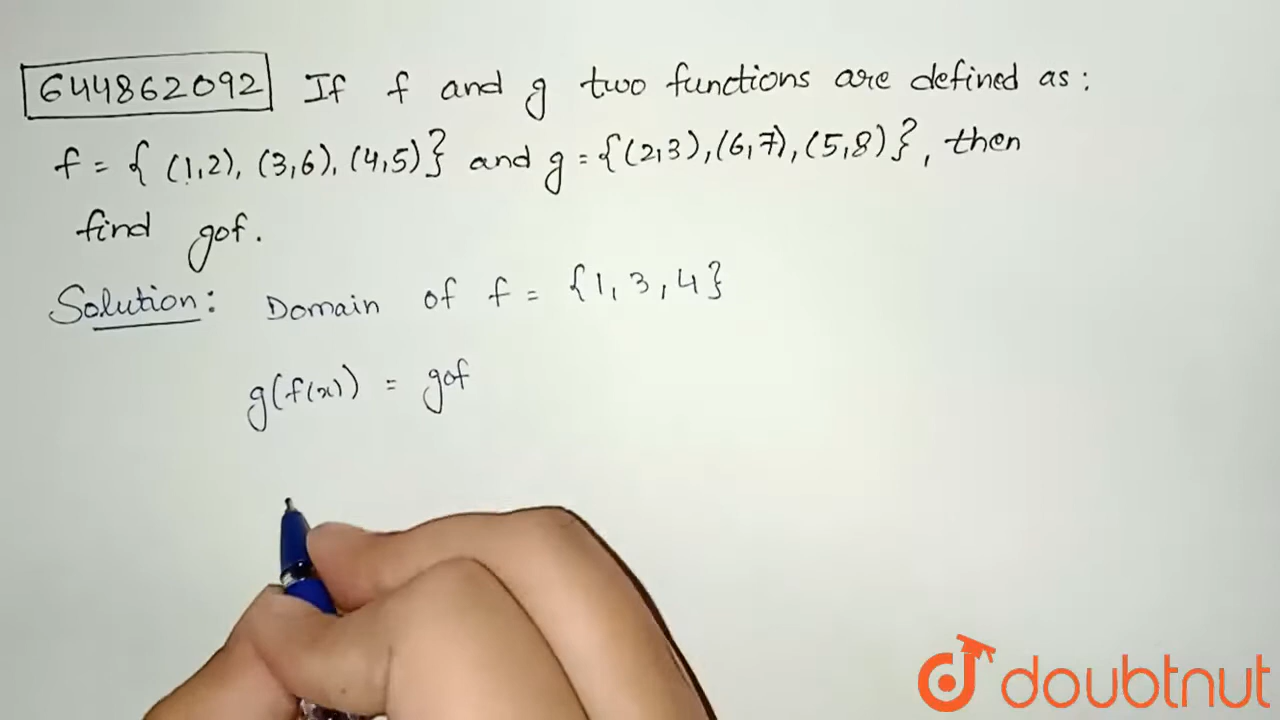 644862092 If f and g two functions are defined as:
f = { (1,2), (3,6), (4,5)} and g = {(2,3), (6,7), (5,8)}, then
find gof.
Solution: Domain of f = {1, 3, 4}
g(f(x)) = gof
doubtnut